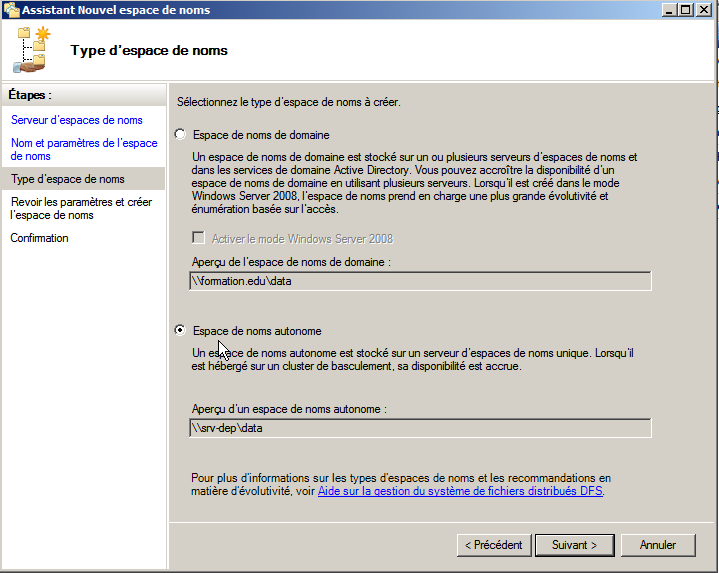 Assistant Nouvel espace de noms
Type d'espace de noms
Étapes :
Serveur d'espaces de noms
Nom et paramètres de l'espace
de noms
Type d'espace de noms
Revoir les paramètres et créer
l'espace de noms
Confirmation
Sélectionnez le type d'espace de noms à créer.
Espace de noms de domaine
Un espace de noms de domaine est stocké sur un ou plusieurs serveurs d'espaces de noms et
dans les services de domaine Active Directory. Vous pouvez accroître la disponibilité d'un
espace de noms de domaine en utilisant plusieurs serveurs. Lorsqu'il est créé dans le mode
Windows Server 2008, l'espace de noms prend en charge une plus grande évolutivité et
énumération basée sur l'accès.
Activer le mode Windows Server 2008
Aperçu de l'espace de noms de domaine :
\\formation.edu\data
Espace de noms autonome
Un espace de noms autonome est stocké sur un serveur d'espaces de noms unique. Lorsqu'il
est hébergé sur un cluster de basculement, sa disponibilité est accrue.
Aperçu d'un espace de noms autonome :
\\srv-dep\data
Pour plus d'informations sur les types d'espaces de noms et les recommandations en
matière d'évolutivité, voir Aide sur la gestion du système de fichiers distribués DFS.
< Précédent
Suivant >
Annuler